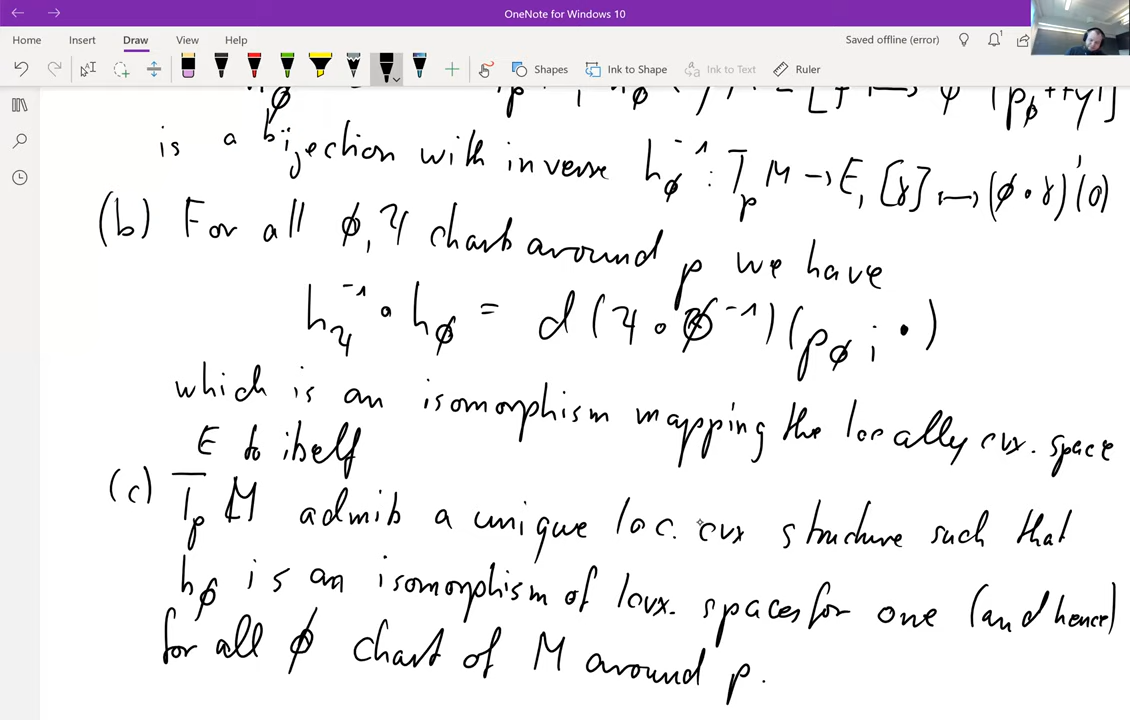 OneNote for Windows 10
Home Insert Draw View Help
Saved offline (error)
Shapes Ink to Shape Ink to Text Ruler
is a bijection with inverse h_ϕ^{-1} : T_p M → E, [γ] ↦ (ϕ∘γ)'(0)
(b) For all ϕ, ψ chart around p we have
h_ψ^{-1} ∘ h_ϕ = d(ψ∘ϕ^{-1})(p_ϕ; •)
which is an isomorphism mapping the locally cvx. space
E to itself
(c) T_p M admits a unique loc. cvx structure such that
h_ϕ is an isomorphism of lcvx. spaces for one (and hence)
for all ϕ chart of M around p.